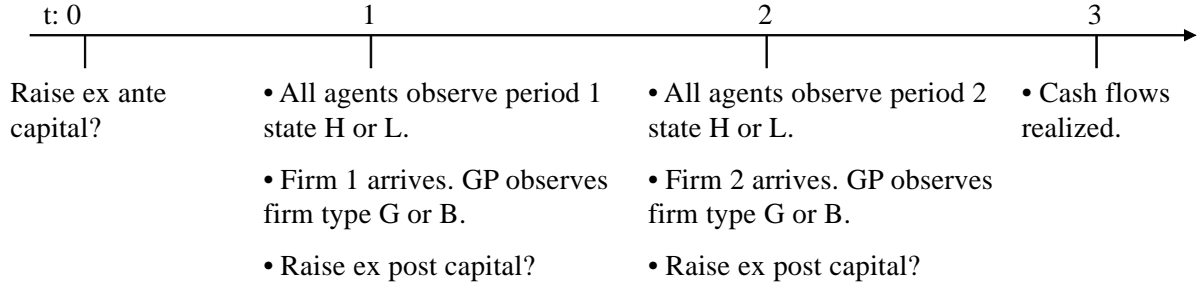 t: 0 1 2 3
Raise ex ante
capital?
• All agents observe period 1
state H or L.
• Firm 1 arrives. GP observes
firm type G or B.
• Raise ex post capital?
• All agents observe period 2
state H or L.
• Firm 2 arrives. GP observes
firm type G or B.
• Raise ex post capital?
• Cash flows
realized.